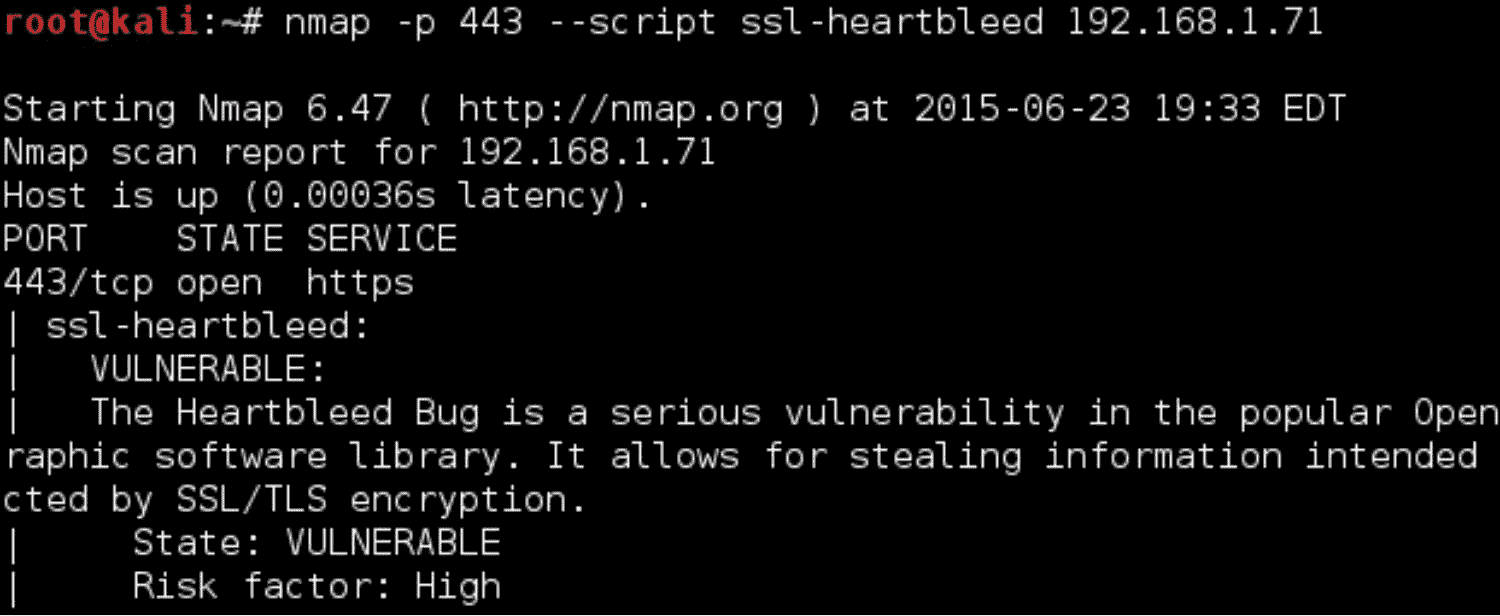 root@kali:~# nmap -p 443 --script ssl-heartbleed 192.168.1.71
Starting Nmap 6.47 ( http://nmap.org ) at 2015-06-23 19:33 EDT
Nmap scan report for 192.168.1.71
Host is up (0.00036s latency).
PORT    STATE SERVICE
443/tcp open  https
| ssl-heartbleed:
|   VULNERABLE:
|   The Heartbleed Bug is a serious vulnerability in the popular Open
raphic software library. It allows for stealing information intended
cted by SSL/TLS encryption.
|     State: VULNERABLE
|     Risk factor: High